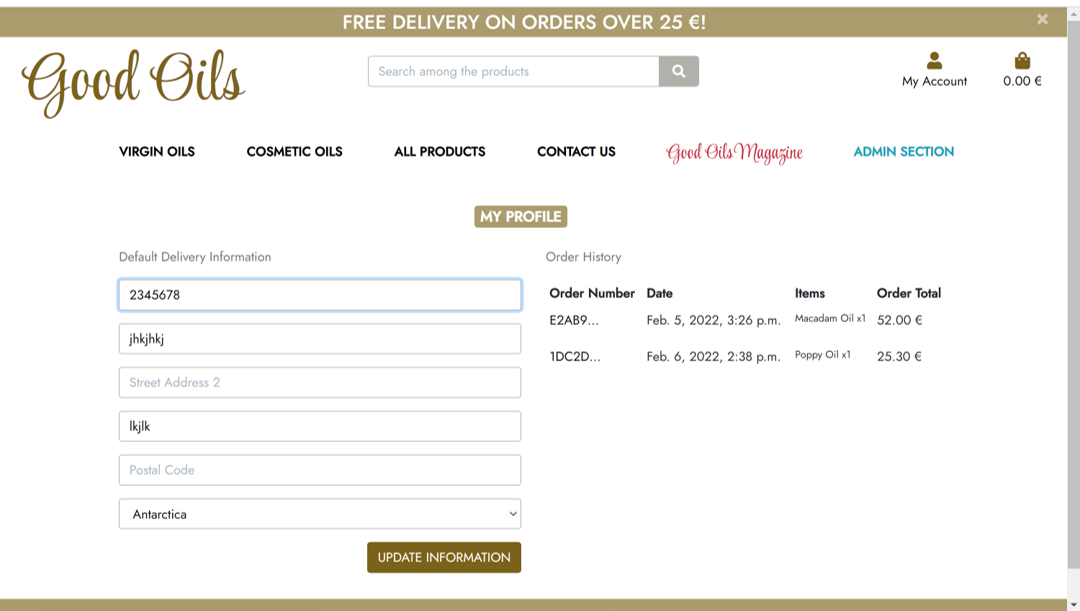 FREE DELIVERY ON ORDERS OVER 25 €!
×
Good Oils
Search among the products
My Account
0.00 €
VIRGIN OILS COSMETIC OILS ALL PRODUCTS CONTACT US Good Oils Magazine ADMIN SECTION
MY PROFILE
Default Delivery Information
2345678
jhkjhkj
Street Address 2
lkjlk
Postal Code
Antarctica
UPDATE INFORMATION
Order History
Order Number Date Items Order Total
E2AB9... Feb. 5, 2022, 3:26 p.m. Macadam Oil x1 52.00 €
1DC2D... Feb. 6, 2022, 2:38 p.m. Poppy Oil x1 25.30 €